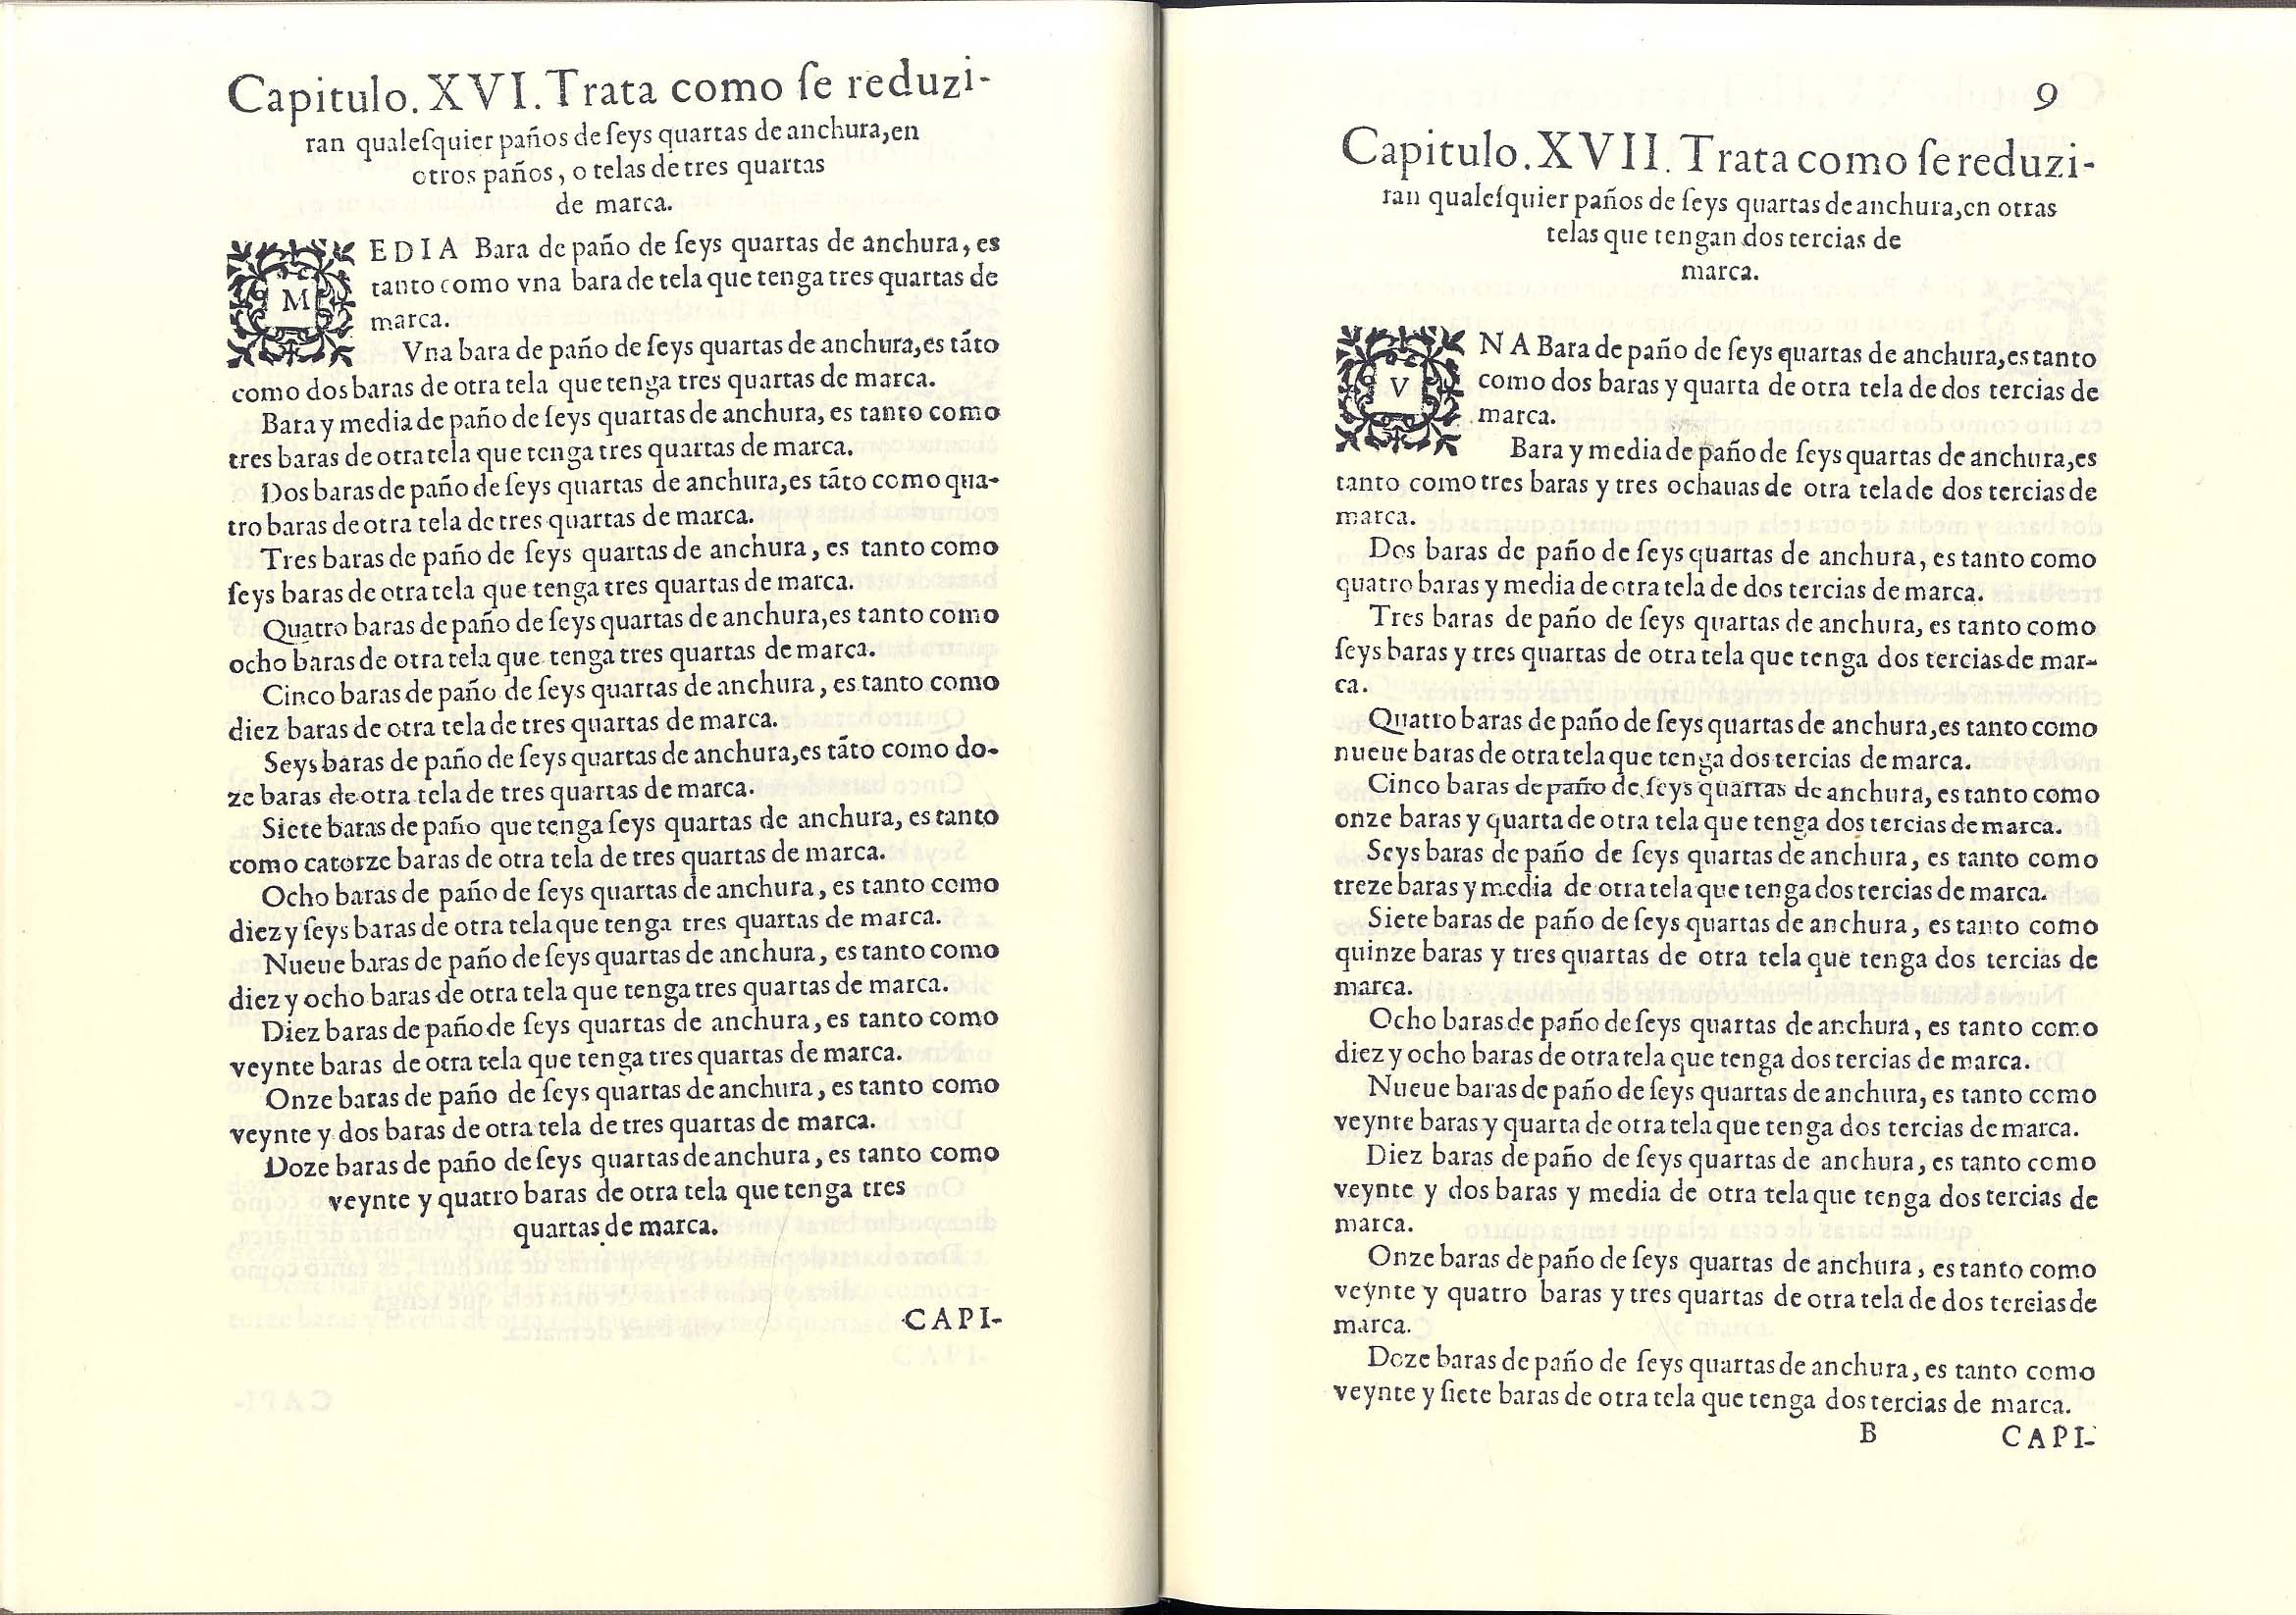 Capitulo. XVI. Trata como ſe reduzi-
ran qualeſquier paños de ſeys quartas de anchura, en
otros paños, o telas de tres quartas
de marca.
MEDIA Bara de paño de ſeys quartas de anchura, es
tanto como vna bara de tela que tenga tres quartas de
marca.
Vna bara de paño de ſeys quartas de anchura, es tãto
como dos baras de otra tela que tenga tres quartas de marca.
Bara y media de paño de ſeys quartas de anchura, es tanto como
tres baras de otra tela que tenga tres quartas de marca.
Dos baras de paño de ſeys quartas de anchura, es tãto como qua-
tro baras de otra tela de tres quartas de marca.
Tres baras de paño de ſeys quartas de anchura, es tanto como
ſeys baras de otra tela que tenga tres quartas de marca.
Quatro baras de paño de ſeys quartas de anchura, es tanto como
ocho baras de otra tela que tenga tres quartas de marca.
Cinco baras de paño de ſeys quartas de anchura, es tanto como
diez baras de otra tela de tres quartas de marca.
Seys baras de paño de ſeys quartas de anchura, es tãto como do-
ze baras de otra tela de tres quartas de marca.
Siete baras de paño que tenga ſeys quartas de anchura, es tanto
como catorze baras de otra tela de tres quartas de marca.
Ocho baras de paño de ſeys quartas de anchura, es tanto como
diez y ſeys baras de otra tela que tenga tres quartas de marca.
Nueue baras de paño de ſeys quartas de anchura, es tanto como
diez y ocho baras de otra tela que tenga tres quartas de marca.
Diez baras de paño de ſeys quartas de anchura, es tanto como
veynte baras de otra tela que tenga tres quartas de marca.
Onze baras de paño de ſeys quartas de anchura, es tanto como
veynte y dos baras de otra tela de tres quartas de marca.
Doze baras de paño de ſeys quartas de anchura, es tanto como
veynte y quatro baras de otra tela que tenga tres
quartas de marca.
CAPI-
9
Capitulo. XVII. Trata como ſe reduzi-
ran qualeſquier paños de ſeys quartas de anchura, en otras
telas que tengan dos tercias de
marca.
VNA Bara de paño de ſeys quartas de anchura, es tanto
como dos baras y quarta de otra tela de dos tercias de
marca.
Bara y media de paño de ſeys quartas de anchura, es
tanto como tres baras y tres ochauas de otra tela de dos tercias de
marca.
Dos baras de paño de ſeys quartas de anchura, es tanto como
quatro baras y media de otra tela de dos tercias de marca.
Tres baras de paño de ſeys quartas de anchura, es tanto como
ſeys baras y tres quartas de otra tela que tenga dos tercias de mar-
ca.
Quatro baras de paño de ſeys quartas de anchura, es tanto como
nueue baras de otra tela que tenga dos tercias de marca.
Cinco baras de paño de ſeys quartas de anchura, es tanto como
onze baras y quarta de otra tela que tenga dos tercias de marca.
Seys baras de paño de ſeys quartas de anchura, es tanto como
treze baras y media de otra tela que tenga dos tercias de marca.
Siete baras de paño de ſeys quartas de anchura, es tanto como
quinze baras y tres quartas de otra tela que tenga dos tercias de
marca.
Ocho baras de paño de ſeys quartas de anchura, es tanto como
diez y ocho baras de otra tela que tenga dos tercias de marca.
Nueue baras de paño de ſeys quartas de anchura, es tanto como
veynte baras y quarta de otra tela que tenga dos tercias de marca.
Diez baras de paño de ſeys quartas de anchura, es tanto como
veynte y dos baras y media de otra tela que tenga dos tercias de
marca.
Onze baras de paño de ſeys quartas de anchura, es tanto como
veynte y quatro baras y tres quartas de otra tela de dos tercias de
marca.
Doze baras de paño de ſeys quartas de anchura, es tanto como
veynte y ſiete baras de otra tela que tenga dos tercias de marca.
B CAPI-